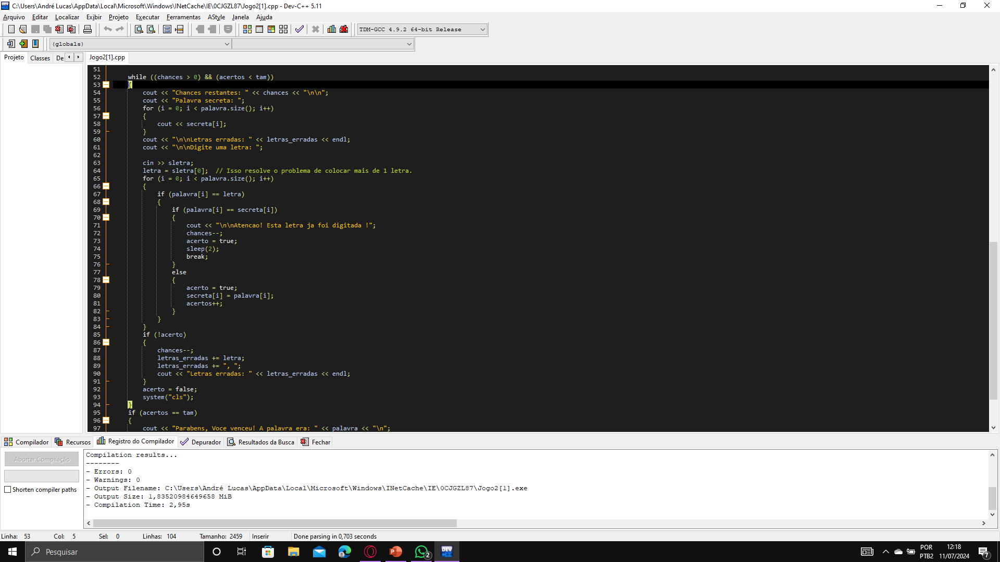 C:\Users\André Lucas\AppData\Local\Microsoft\Windows\INetCache\IE\0CJGZL87\Jogo2[1].cpp - Dev-C++ 5.11
Arquivo Editar Localizar Exibir Projeto Executar Ferramentas AStyle Janela Ajuda
TDM-GCC 4.9.2 64-bit Release
(globals)
Projeto Classes De
Jogo2[1].cpp
51
52 while ((chances > 0) && (acertos < tam))
53 {
54 cout << "Chances restantes: " << chances << "\n\n";
55 cout << "Palavra secreta: ";
56 for (i = 0; i < palavra.size(); i++)
57 {
58 cout << secreta[i];
59 }
60 cout << "\n\nLetras erradas: " << letras_erradas << endl;
61 cout << "\n\nDigite uma letra: ";
62
63 cin >> sletra;
64 letra = sletra[0];  // Isso resolve o problema de colocar mais de 1 letra.
65 for (i = 0; i < palavra.size(); i++)
66 {
67 if (palavra[i] == letra)
68 {
69 if (palavra[i] == secreta[i])
70 {
71 cout << "\n\nAtencao! Esta letra ja foi digitada !";
72 chances--;
73 acerto = true;
74 sleep(2);
75 break;
76 }
77 else
78 {
79 acerto = true;
80 secreta[i] = palavra[i];
81 acertos++;
82 }
83 }
84 }
85 if (!acerto)
86 {
87 chances--;
88 letras_erradas += letra;
89 letras_erradas += ", ";
90 cout << "Letras erradas: " << letras_erradas << endl;
91 }
92 acerto = false;
93 system("cls");
94 }
95 if (acertos == tam)
96 {
97 cout << "Parabens, Voce venceu! A palavra era: " << palavra << "\n";
Compilador Recursos Registro do Compilador Depurador Resultados da Busca Fechar
Abortar Compilação
Shorten compiler paths
Compilation results...
--------
- Errors: 0
- Warnings: 0
- Output Filename: C:\Users\André Lucas\AppData\Local\Microsoft\Windows\INetCache\IE\0CJGZL87\Jogo2[1].exe
- Output Size: 1,83520984649658 MiB
- Compilation Time: 2,95s
Linha: 53 Col: 5 Sel: 0 Linhas: 104 Tamanho: 2459 Inserir Done parsing in 0,703 seconds
Pesquisar
2
DEV
POR
PTB2
12:18
11/07/2024
7